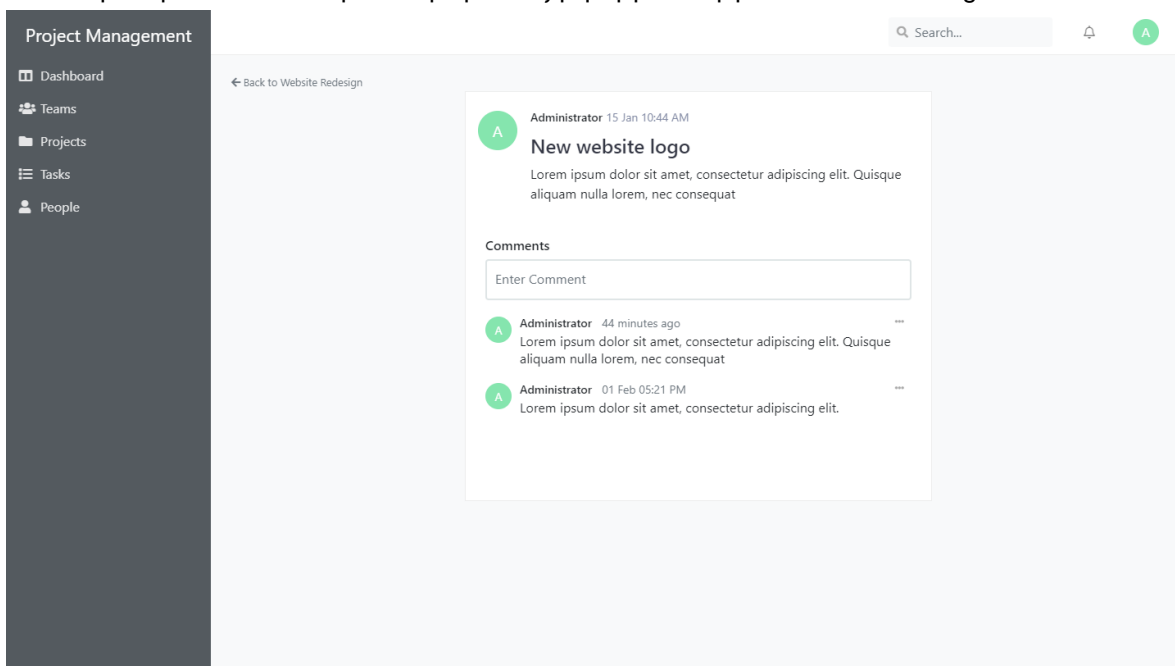 Project Management
Search...
A
Dashboard
Teams
Projects
Tasks
People
Back to Website Redesign
A
Administrator 15 Jan 10:44 AM
New website logo
Lorem ipsum dolor sit amet, consectetur adipiscing elit. Quisque
aliquam nulla lorem, nec consequat
Comments
Enter Comment
A
Administrator 44 minutes ago
Lorem ipsum dolor sit amet, consectetur adipiscing elit. Quisque
aliquam nulla lorem, nec consequat
A
Administrator 01 Feb 05:21 PM
Lorem ipsum dolor sit amet, consectetur adipiscing elit.